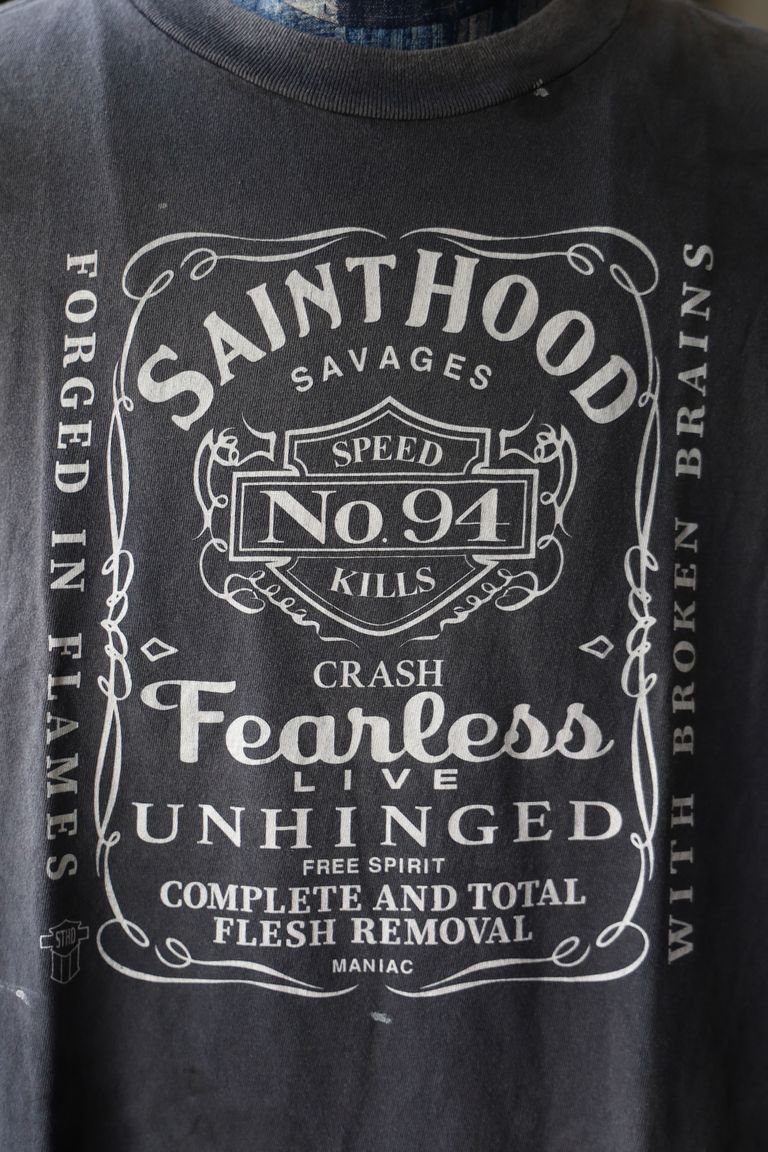 SAINTHOOD
SAVAGES
SPEED
No. 94
KILLS
CRASH
Fearless
LIVE
UNHINGED
FREE SPIRIT
COMPLETE AND TOTAL
FLESH REMOVAL
MANIAC
FORGED IN FLAMES
WITH BROKEN BRAINS
STHD